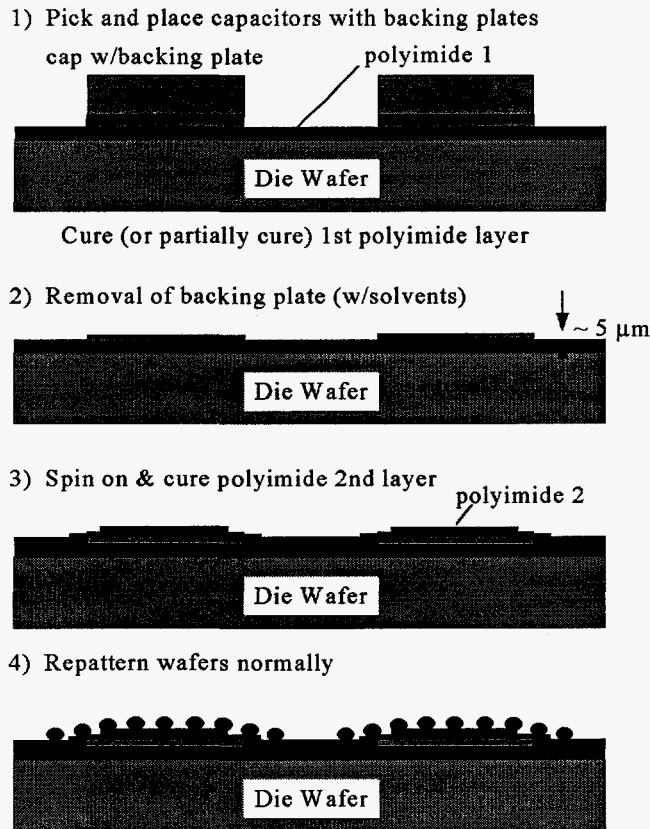 1) Pick and place capacitors with backing plates
cap w/backing plate
polyimide 1
Die Wafer
Cure (or partially cure) 1st polyimide layer
2) Removal of backing plate (w/solvents)
~ 5 µm
Die Wafer
3) Spin on & cure polyimide 2nd layer
polyimide 2
Die Wafer
4) Repattern wafers normally
Die Wafer